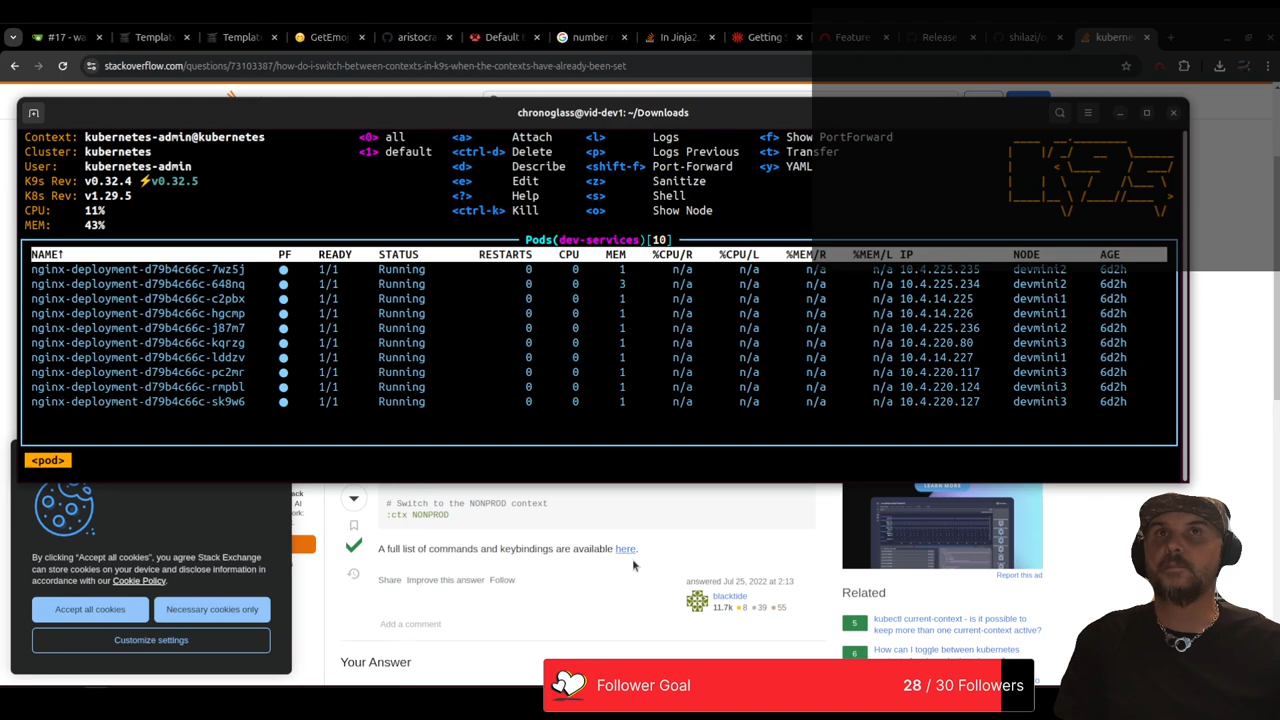 #17 - wa
Templat
Templat
GetEmoj
aristocra
Default E
number
In Jinja2,
Getting S
Feature
Release
shilazi/o
kuberne
stackoverflow.com/questions/73103387/how-do-i-switch-between-contexts-in-k9s-when-the-contexts-have-already-been-set
chronoglass@vid-dev1: ~/Downloads
Context: kubernetes-admin@kubernetes <0> all <a> Attach <l> Logs <f> Show PortForward
Cluster: kubernetes <1> default <ctrl-d> Delete <p> Logs Previous <t> Transfer
User: kubernetes-admin <d> Describe <shift-f> Port-Forward <y> YAML
K9s Rev: v0.32.4 ⚡v0.32.5 <e> Edit <z> Sanitize
K8s Rev: v1.29.5 <?> Help <s> Shell
CPU: 11% <ctrl-k> Kill <o> Show Node
MEM: 43%
Pods(dev-services)[10]
NAME↑ PF READY STATUS RESTARTS CPU MEM %CPU/R %CPU/L %MEM/R %MEM/L IP NODE AGE
nginx-deployment-d79b4c66c-7wz5j ● 1/1 Running 0 0 1 n/a n/a n/a n/a 10.4.225.235 devmini2 6d2h
nginx-deployment-d79b4c66c-648nq ● 1/1 Running 0 0 3 n/a n/a n/a n/a 10.4.225.234 devmini2 6d2h
nginx-deployment-d79b4c66c-c2pbx ● 1/1 Running 0 0 1 n/a n/a n/a n/a 10.4.14.225 devmini1 6d2h
nginx-deployment-d79b4c66c-hgcmp ● 1/1 Running 0 0 1 n/a n/a n/a n/a 10.4.14.226 devmini1 6d2h
nginx-deployment-d79b4c66c-j87m7 ● 1/1 Running 0 0 1 n/a n/a n/a n/a 10.4.225.236 devmini2 6d2h
nginx-deployment-d79b4c66c-kqrzg ● 1/1 Running 0 0 1 n/a n/a n/a n/a 10.4.220.80 devmini3 6d2h
nginx-deployment-d79b4c66c-lddzv ● 1/1 Running 0 0 1 n/a n/a n/a n/a 10.4.14.227 devmini1 6d2h
nginx-deployment-d79b4c66c-pc2mr ● 1/1 Running 0 0 1 n/a n/a n/a n/a 10.4.220.117 devmini3 6d2h
nginx-deployment-d79b4c66c-rmpbl ● 1/1 Running 0 0 1 n/a n/a n/a n/a 10.4.220.124 devmini3 6d2h
nginx-deployment-d79b4c66c-sk9w6 ● 1/1 Running 0 0 1 n/a n/a n/a n/a 10.4.220.127 devmini3 6d2h
<pod>
# Switch to the NONPROD context
:ctx NONPROD
A full list of commands and keybindings are available here.
Share Improve this answer Follow
answered Jul 25, 2022 at 2:13
blacktide
11.7k 8 39 55
Add a comment
Your Answer
By clicking “Accept all cookies”, you agree Stack Exchange
can store cookies on your device and disclose information in
accordance with our Cookie Policy.
Accept all cookies
Necessary cookies only
Customize settings
LEARN MORE
Report this ad
Related
5 kubectl current-context - is it possible to
keep more than one current-context active?
6 How can I toggle between kubernetes
Follower Goal 28 / 30 Followers